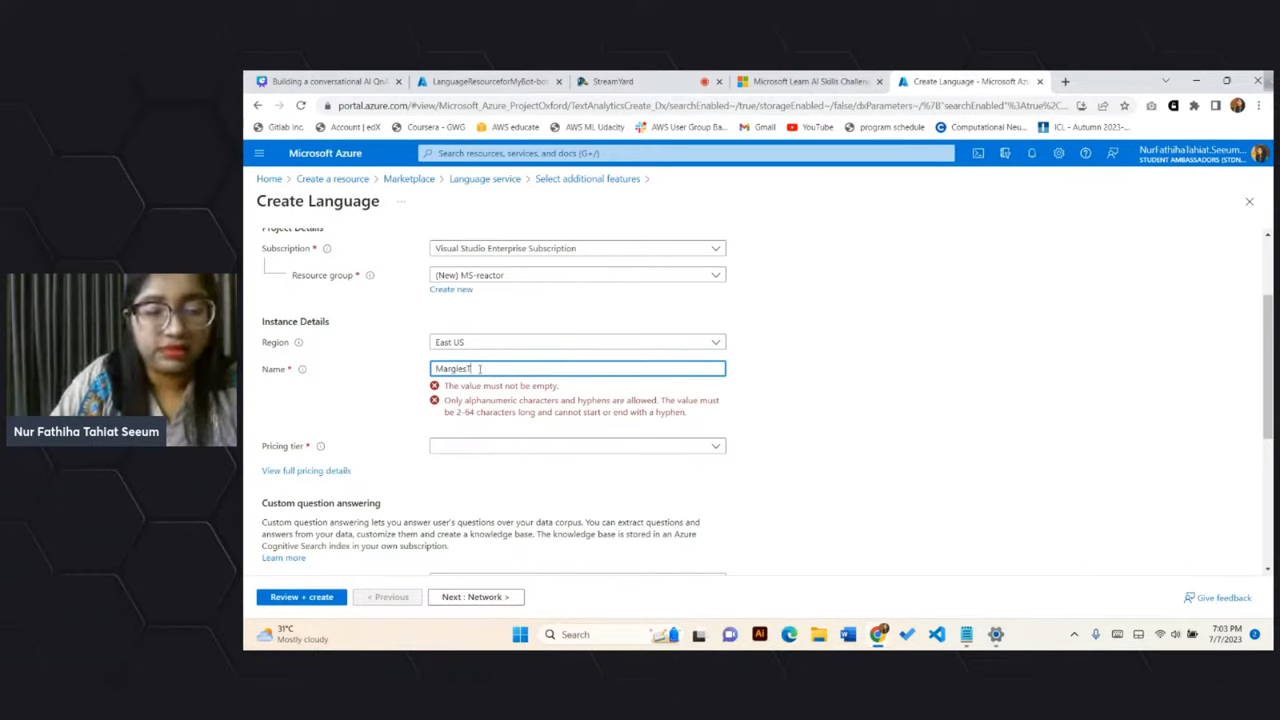 Building a conversational AI QnA
LanguageResourceforMyBot-bot
StreamYard
Microsoft Learn AI Skills Challen
Create Language - Microsoft Azu
portal.azure.com/#view/Microsoft_Azure_ProjectOxford/TextAnalyticsCreate_Dx/searchEnabled~/true/storageEnabled~/false/dxParameters~/%7B"searchEnabled"%3Atrue%2C...
Gitlab Inc.
Account | edX
Coursera - GWG
AWS educate
AWS ML Udacity
AWS User Group Ba...
Gmail
YouTube
program schedule
Computational Neu...
ICL - Autumn 2023-...
Microsoft Azure
Search resources, services, and docs (G+/)
NurFathihaTahiat.Seeum...
STUDENT AMBASSADORS (STDN...
Home > Create a resource > Marketplace > Language service > Select additional features >
Create Language ...
Project Details
Subscription *
Visual Studio Enterprise Subscription
Resource group *
(New) MS-reactor
Create new
Instance Details
Region
East US
Name *
MargiesT
The value must not be empty.
Only alphanumeric characters and hyphens are allowed. The value must
be 2-64 characters long and cannot start or end with a hyphen.
Nur Fathiha Tahiat Seeum
Pricing tier *
View full pricing details
Custom question answering
Custom question answering lets you answer user's questions over your data corpus. You can extract questions and
answers from your data, customize them and create a knowledge base. The knowledge base is stored in an Azure
Cognitive Search index in your own subscription.
Learn more
Review + create
< Previous
Next : Network >
Give feedback
31°C
Mostly cloudy
Search
7:03 PM
7/7/2023